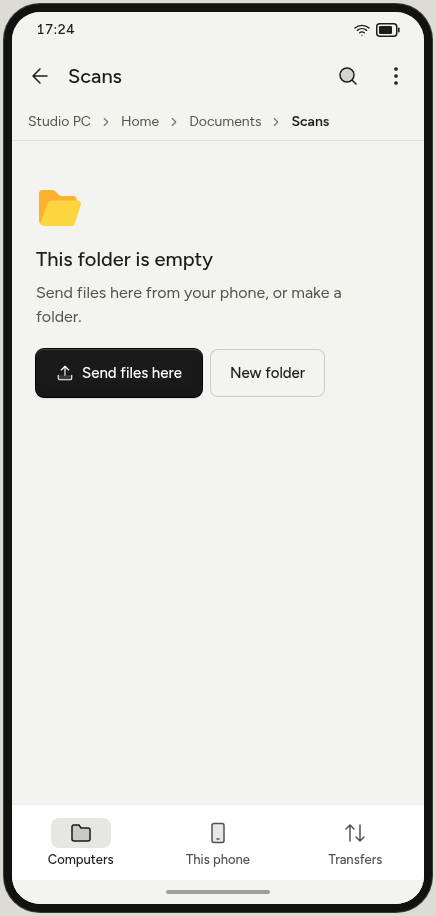 17:24
Scans
Studio PC > Home > Documents > Scans
This folder is empty
Send files here from your phone, or make a
folder.
Send files here
New folder
Computers
This phone
Transfers